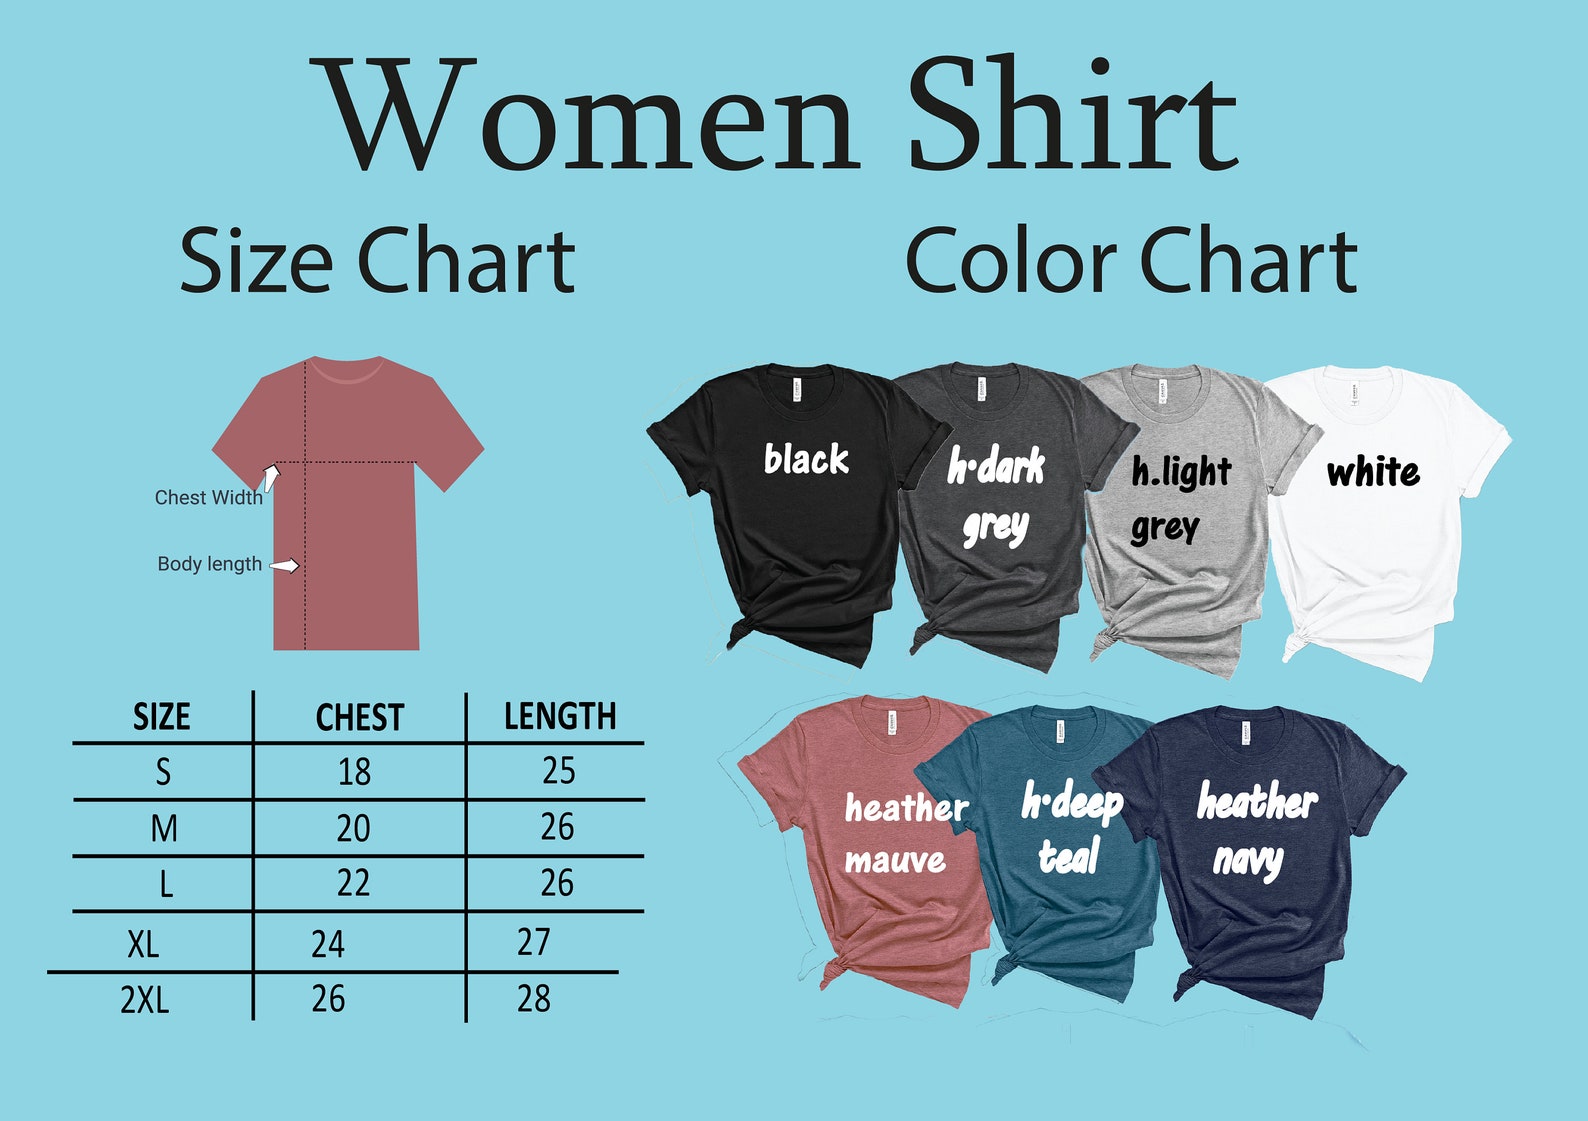 Women Shirt
Size Chart
Color Chart
Chest Width
Body length
SIZE CHEST LENGTH
S 18 25
M 20 26
L 22 26
XL 24 27
2XL 26 28
black
h·dark
grey
h.light
grey
white
heather
mauve
h·deep
teal
heather
navy